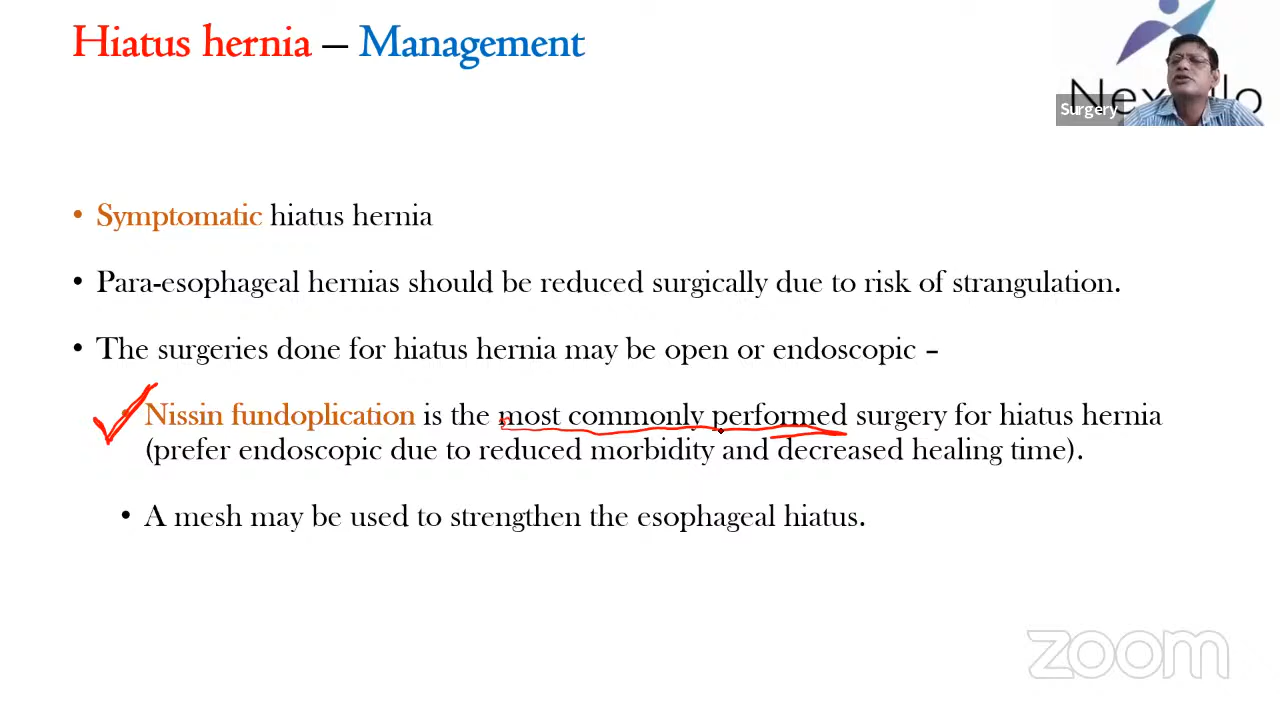 Hiatus hernia – Management
Surgery
• Symptomatic hiatus hernia
• Para-esophageal hernias should be reduced surgically due to risk of strangulation.
• The surgeries done for hiatus hernia may be open or endoscopic –
• Nissin fundoplication is the most commonly performed surgery for hiatus hernia
(prefer endoscopic due to reduced morbidity and decreased healing time).
• A mesh may be used to strengthen the esophageal hiatus.
zoom